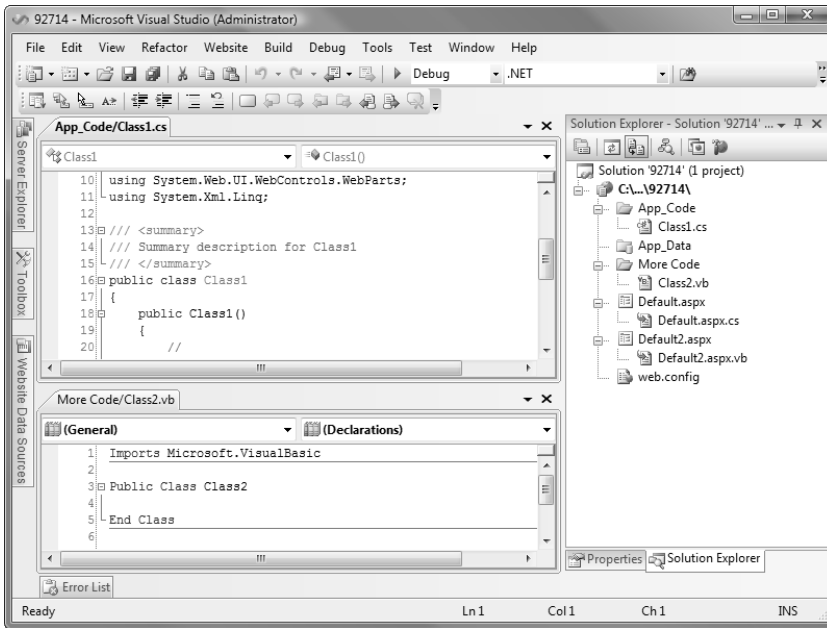 92714 - Microsoft Visual Studio (Administrator)
File Edit View Refactor Website Build Debug Tools Test Window Help
Debug .NET
Server Explorer
Toolbox
Website Data Sources
App_Code/Class1.cs
Class1 Class1()
10 using System.Web.UI.WebControls.WebParts;
11 using System.Xml.Linq;
12
13 /// <summary>
14 /// Summary description for Class1
15 /// </summary>
16 public class Class1
17 {
18 public Class1()
19 {
20 //
More Code/Class2.vb
(General) (Declarations)
1 Imports Microsoft.VisualBasic
2
3 Public Class Class2
4
5 End Class
6
Error List
Solution Explorer - Solution '92714' ...
Solution '92714' (1 project)
C:\...\92714\
App_Code
Class1.cs
App_Data
More Code
Class2.vb
Default.aspx
Default.aspx.cs
Default2.aspx
Default2.aspx.vb
web.config
Properties Solution Explorer
Ready Ln 1 Col 1 Ch 1 INS